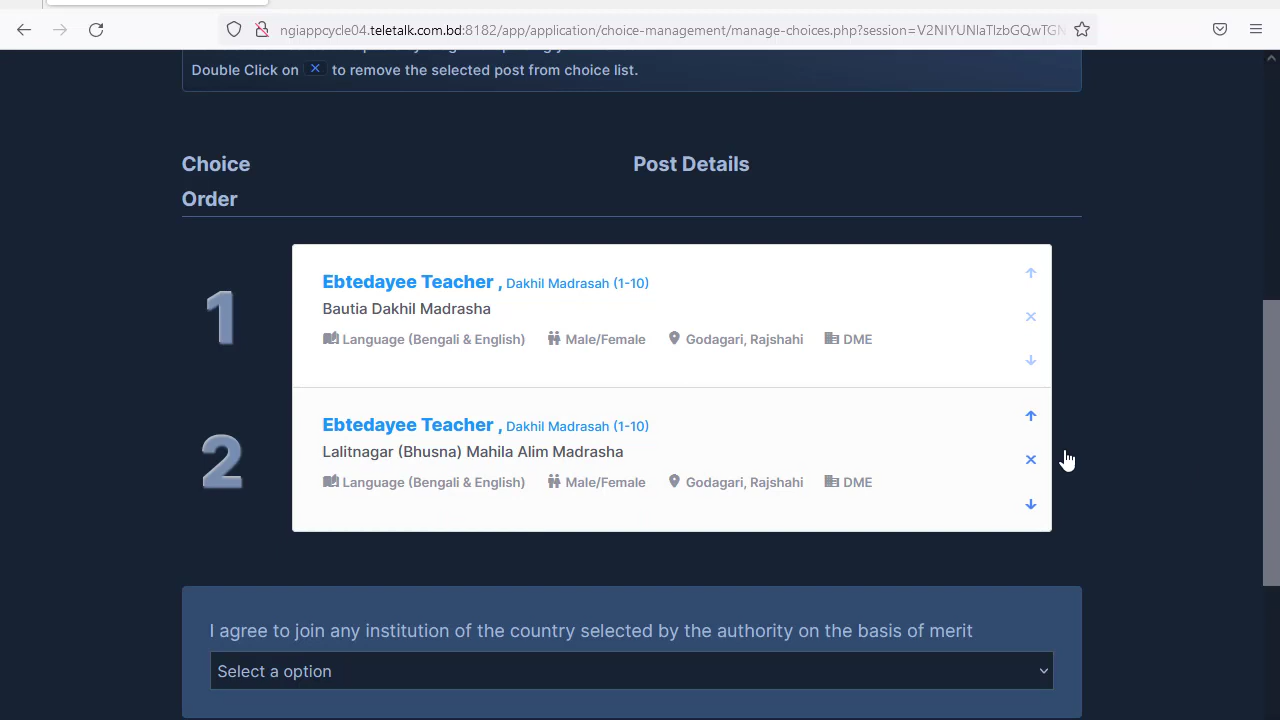 ngiappcycle04.teletalk.com.bd:8182/app/application/choice-management/manage-choices.php?session=V2NIYUNlaTlzbGQwTGN
Double Click on × to remove the selected post from choice list.
Choice Order
Post Details
1
Ebtedayee Teacher , Dakhil Madrasah (1-10)
Bautia Dakhil Madrasha
Language (Bengali & English) Male/Female Godagari, Rajshahi DME
2
Ebtedayee Teacher , Dakhil Madrasah (1-10)
Lalitnagar (Bhusna) Mahila Alim Madrasha
Language (Bengali & English) Male/Female Godagari, Rajshahi DME
I agree to join any institution of the country selected by the authority on the basis of merit
Select a option